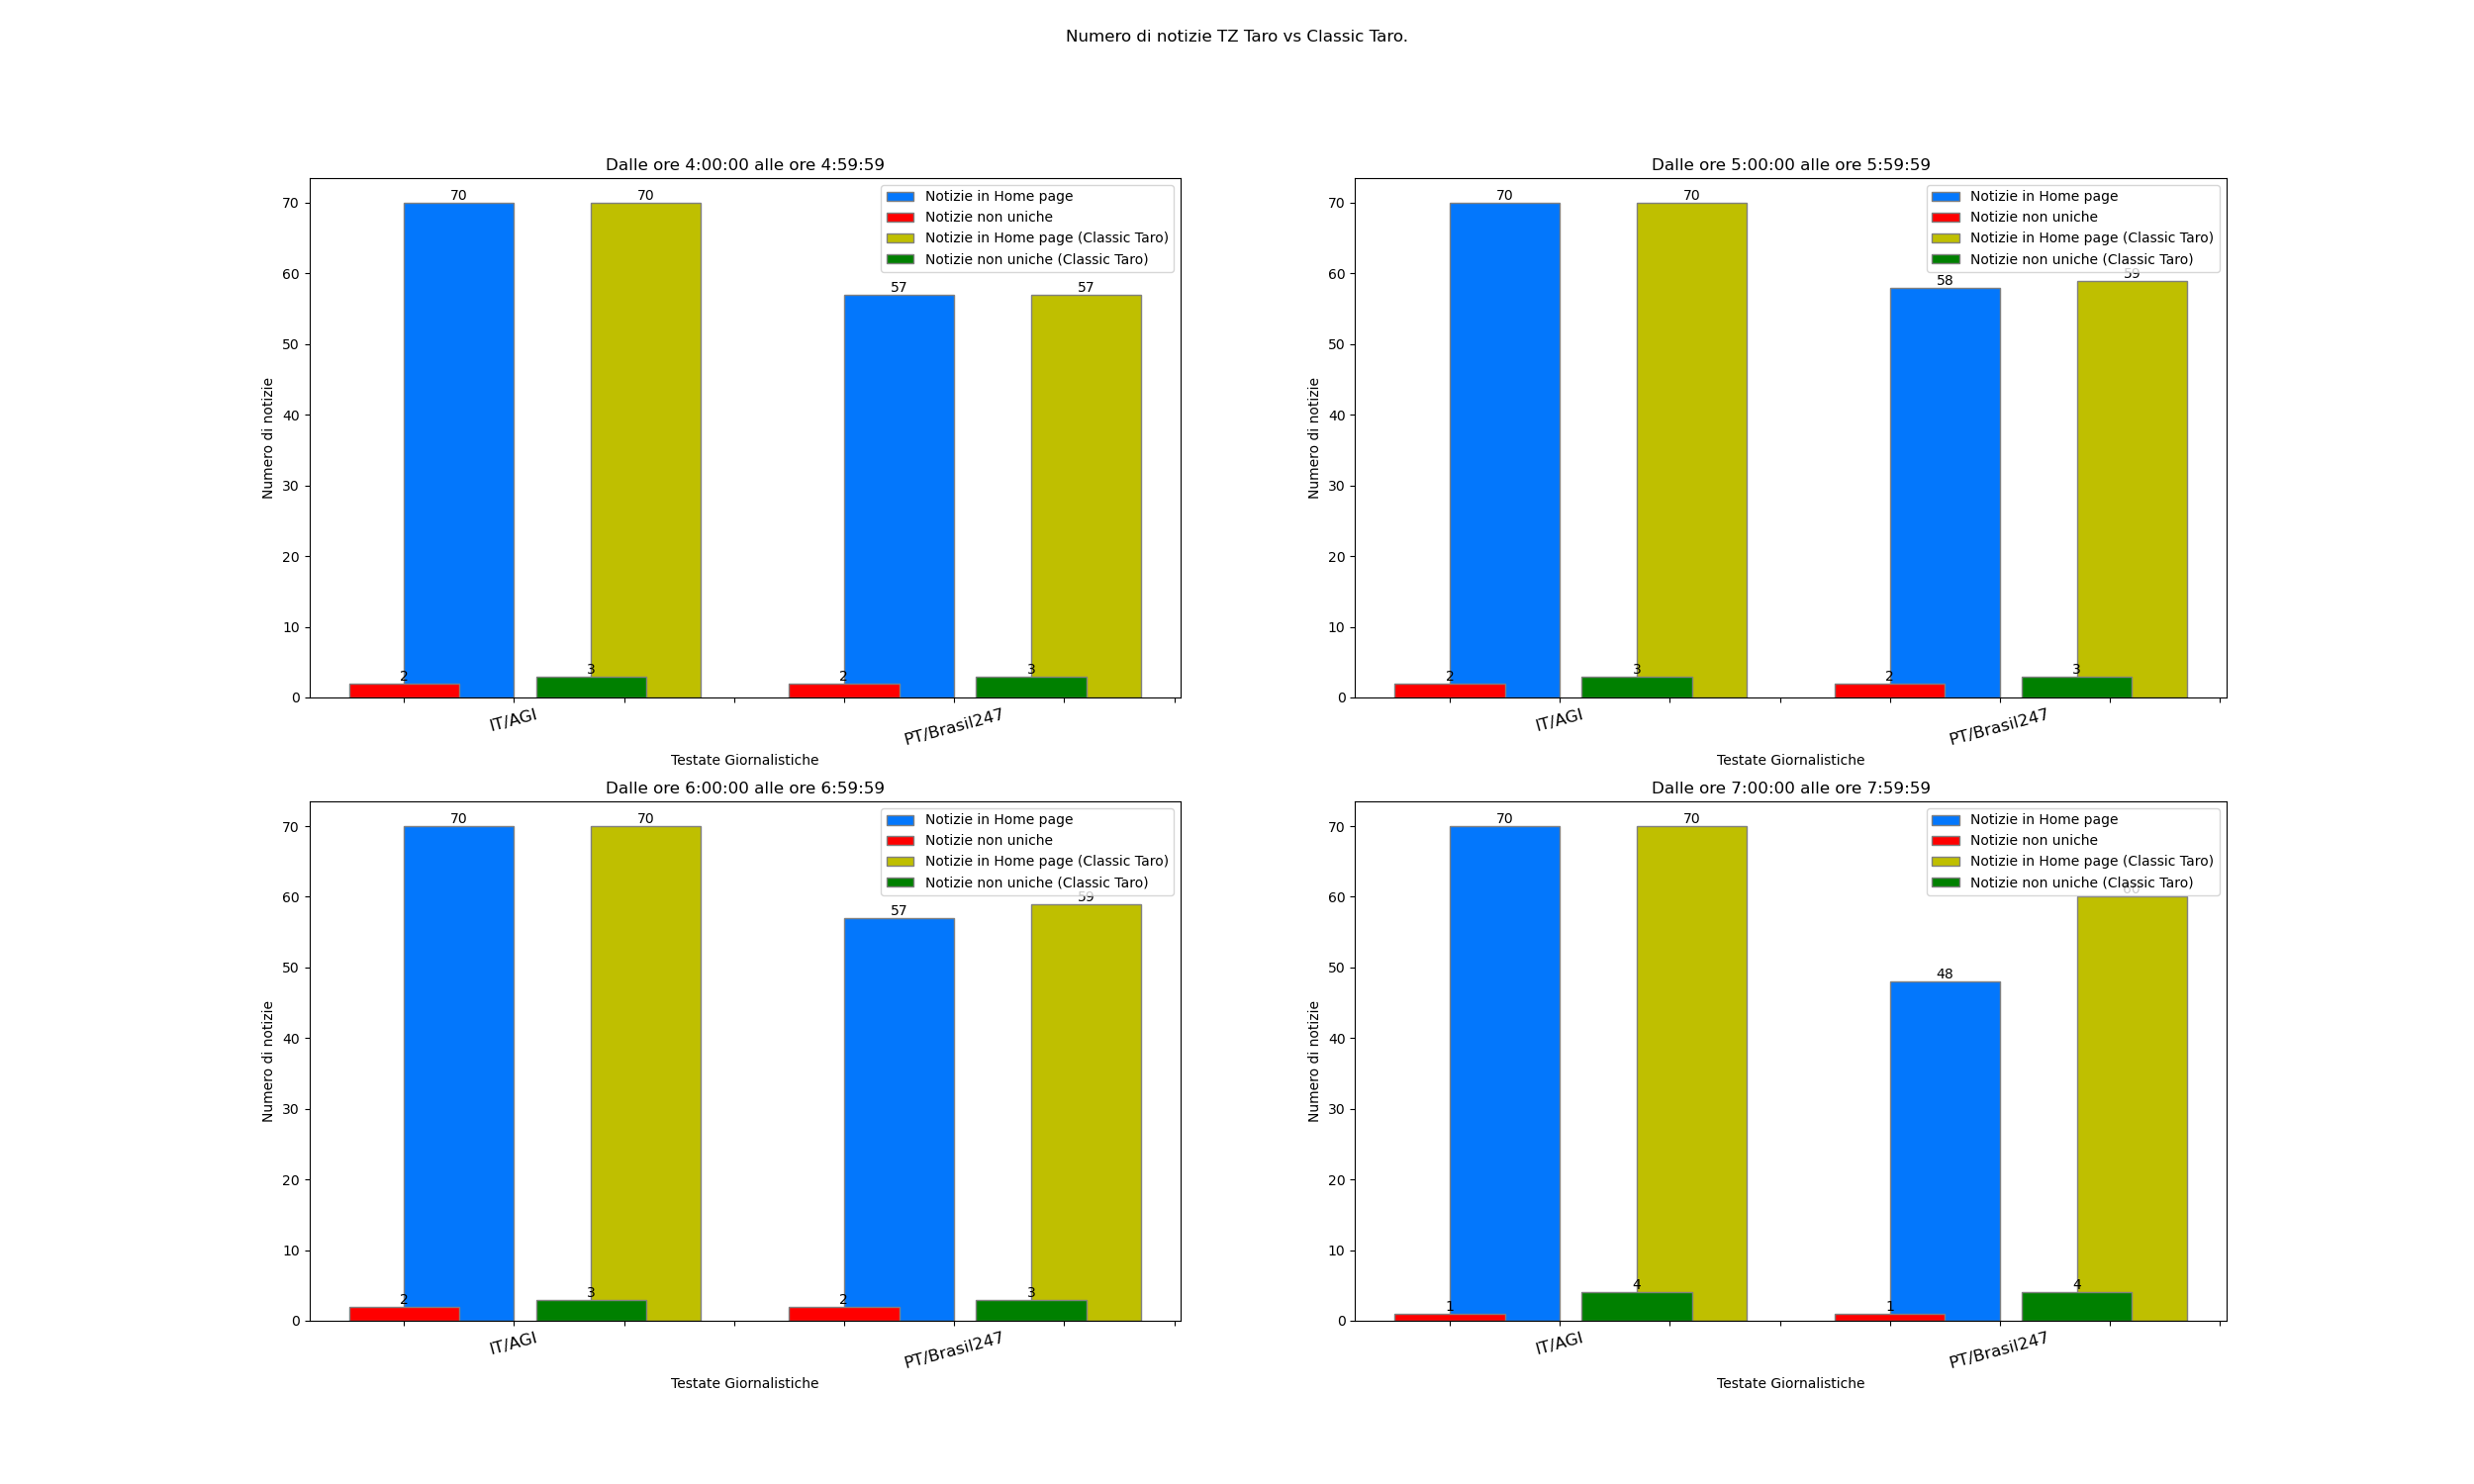 Numero di notizie TZ Taro vs Classic Taro.
Dalle ore 4:00:00 alle ore 4:59:59
Notizie in Home page
Notizie non uniche
Notizie in Home page (Classic Taro)
Notizie non uniche (Classic Taro)
70
70
57
57
2
3
2
3
70
60
50
40
30
20
10
0
Numero di notizie
IT/AGI
PT/Brasil247
Testate Giornalistiche
Dalle ore 5:00:00 alle ore 5:59:59
Notizie in Home page
Notizie non uniche
Notizie in Home page (Classic Taro)
Notizie non uniche (Classic Taro)
70
70
58
59
2
3
2
3
70
60
50
40
30
20
10
0
Numero di notizie
IT/AGI
PT/Brasil247
Testate Giornalistiche
Dalle ore 6:00:00 alle ore 6:59:59
Notizie in Home page
Notizie non uniche
Notizie in Home page (Classic Taro)
Notizie non uniche (Classic Taro)
70
70
57
59
2
3
2
3
70
60
50
40
30
20
10
0
Numero di notizie
IT/AGI
PT/Brasil247
Testate Giornalistiche
Dalle ore 7:00:00 alle ore 7:59:59
Notizie in Home page
Notizie non uniche
Notizie in Home page (Classic Taro)
Notizie non uniche (Classic Taro)
70
70
48
60
1
4
1
4
70
60
50
40
30
20
10
0
Numero di notizie
IT/AGI
PT/Brasil247
Testate Giornalistiche